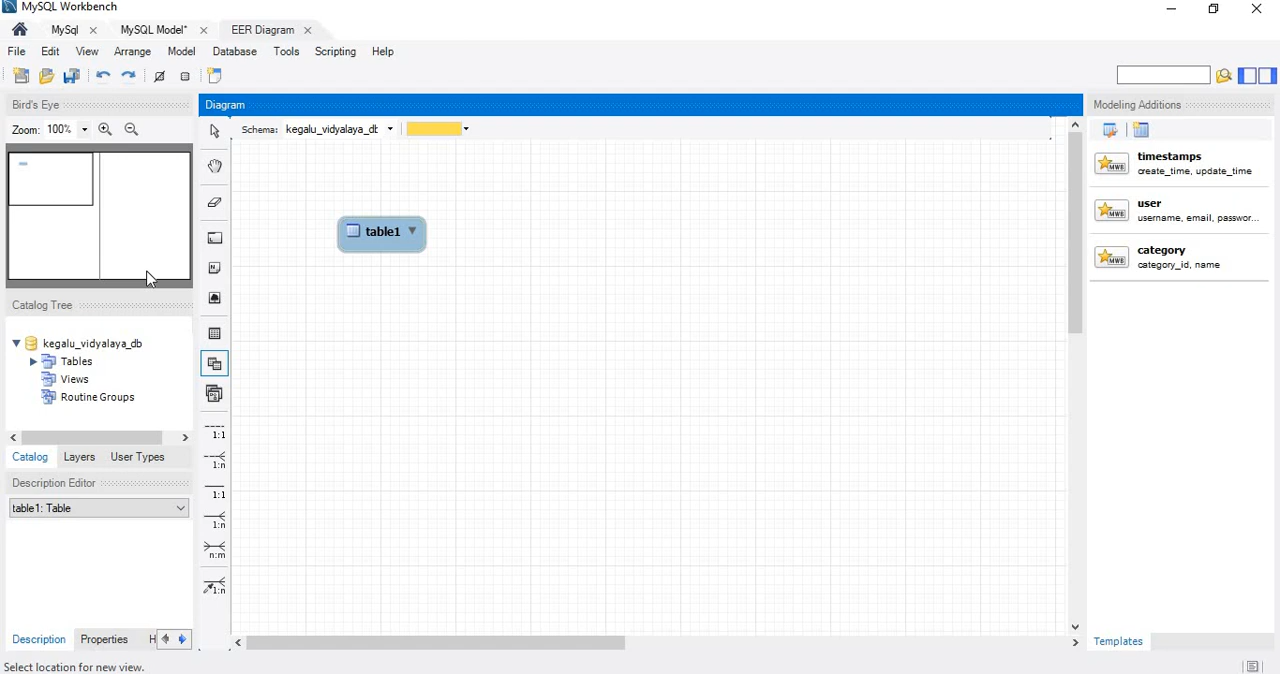 MySQL Workbench
MySql
MySQL Model*
EER Diagram
File Edit View Arrange Model Database Tools Scripting Help
Bird's Eye
Zoom: 100%
Diagram
Schema: kegalu_vidyalaya_dt
Modeling Additions
timestamps
create_time, update_time
user
username, email, passwor...
category
category_id, name
table1
Catalog Tree
kegalu_vidyalaya_db
Tables
Views
Routine Groups
Catalog Layers User Types
Description Editor
table1: Table
1:1
1:n
1:1
1:n
n:m
1:n
Description Properties H
Templates
Select location for new view.